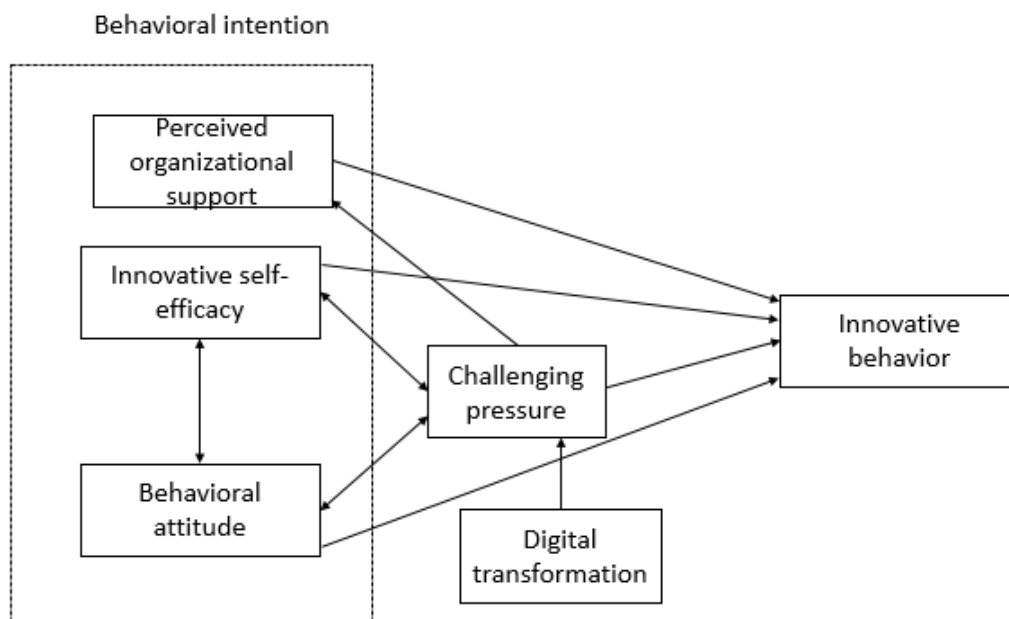 Behavioral intention
Perceived
organizational
support
Innovative self-
efficacy
Innovative
behavior
Challenging
pressure
Behavioral
attitude
Digital
transformation